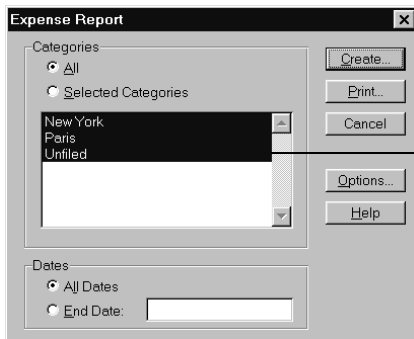 Expense Report
Categories
All
Selected Categories
New York
Paris
Unfiled
Create...
Print...
Cancel
Options...
Help
Dates
All Dates
End Date: